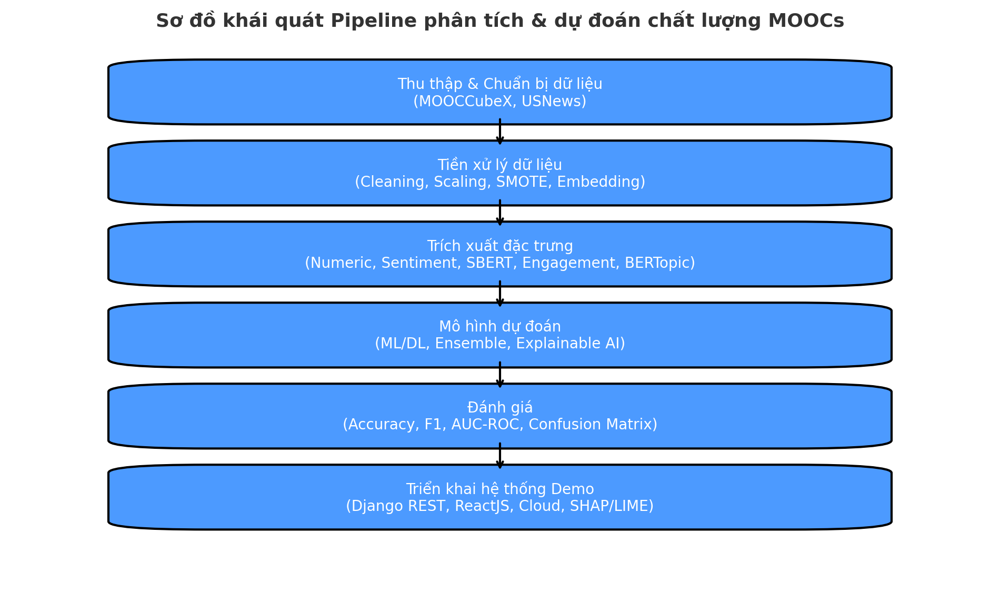 Sơ đồ khái quát Pipeline phân tích & dự đoán chất lượng MOOCs
Thu thập & Chuẩn bị dữ liệu
(MOOCCubeX, USNews)
Tiền xử lý dữ liệu
(Cleaning, Scaling, SMOTE, Embedding)
Trích xuất đặc trưng
(Numeric, Sentiment, SBERT, Engagement, BERTopic)
Mô hình dự đoán
(ML/DL, Ensemble, Explainable AI)
Đánh giá
(Accuracy, F1, AUC-ROC, Confusion Matrix)
Triển khai hệ thống Demo
(Django REST, ReactJS, Cloud, SHAP/LIME)